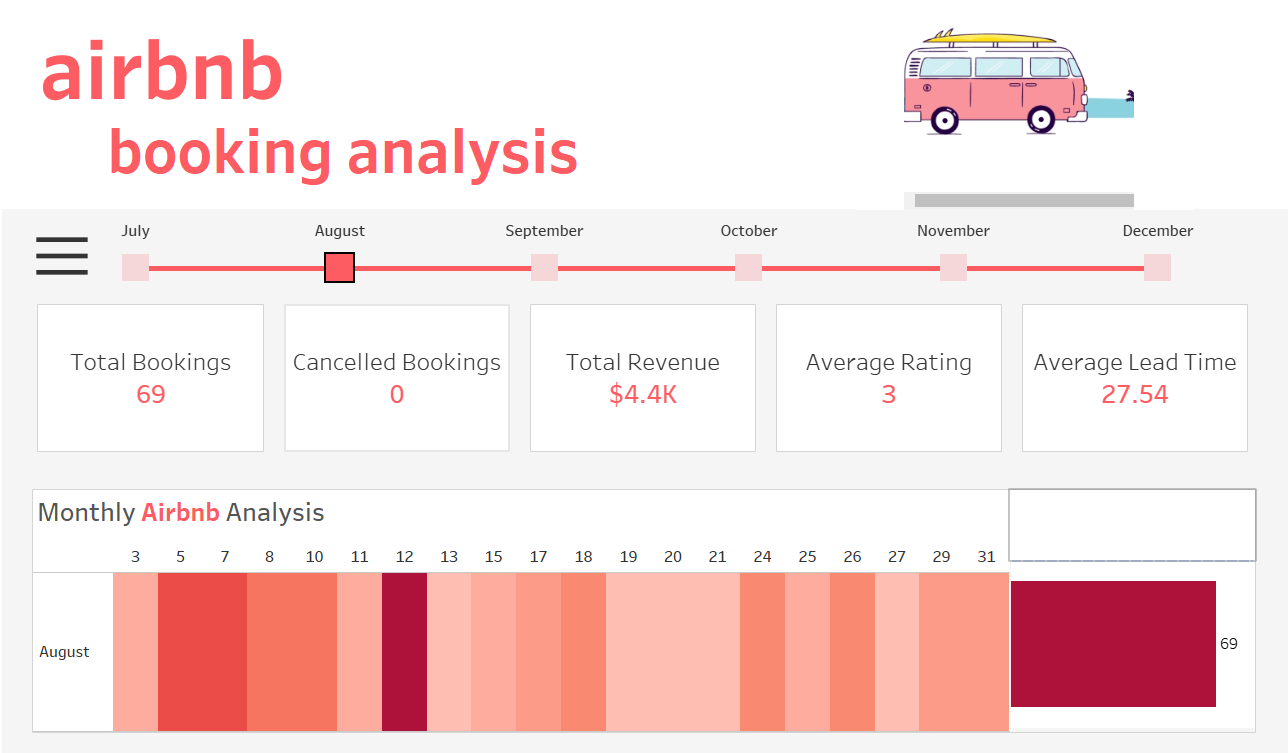 airbnb
booking analysis
July August September October November December
Total Bookings
69
Cancelled Bookings
0
Total Revenue
$4.4K
Average Rating
3
Average Lead Time
27.54
Monthly Airbnb Analysis
3 5 7 8 10 11 12 13 15 17 18 19 20 21 24 25 26 27 29 31
August
69